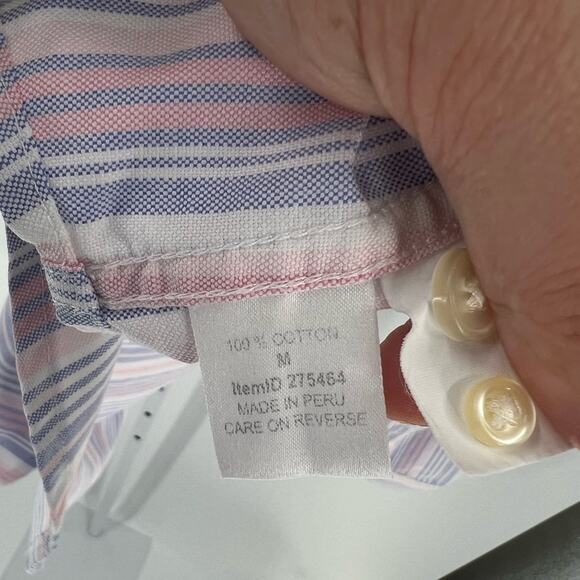 100 % COTTON
M
ItemID 275464
MADE IN PERU
CARE ON REVERSE